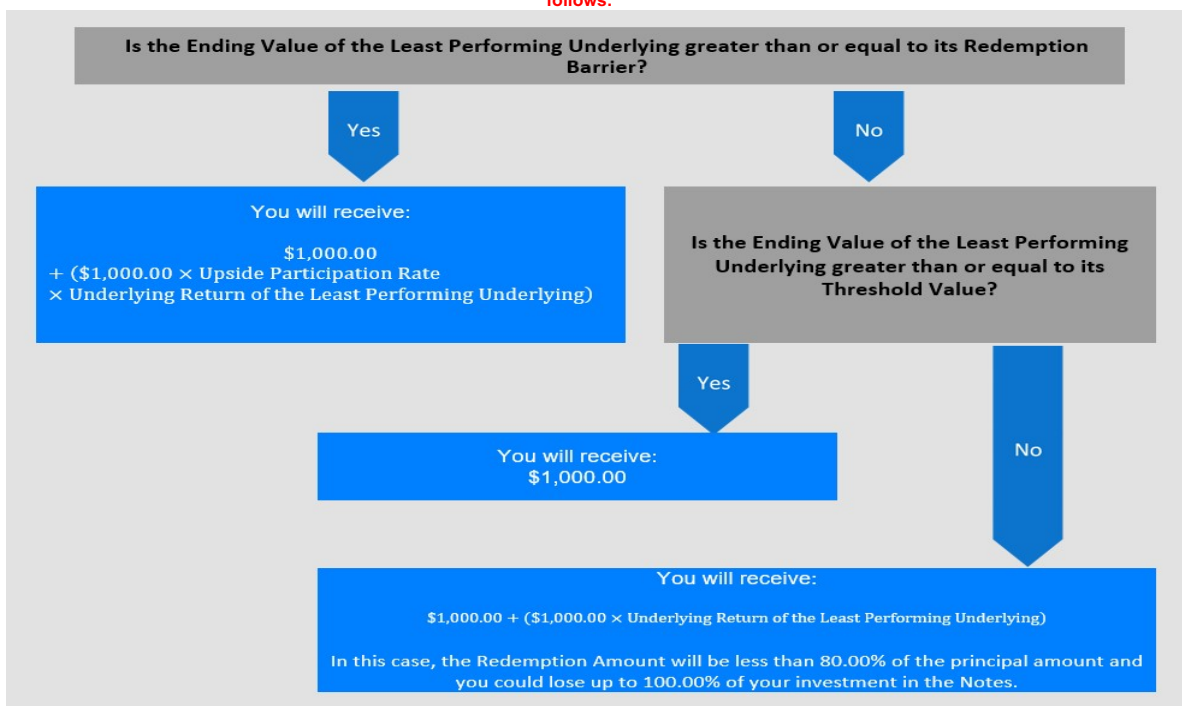 follows:
Is the Ending Value of the Least Performing Underlying greater than or equal to its Redemption
Barrier?
Yes
No
You will receive:
$1,000.00
+ ($1,000.00 × Upside Participation Rate
× Underlying Return of the Least Performing Underlying)
Is the Ending Value of the Least Performing
Underlying greater than or equal to its
Threshold Value?
Yes
No
You will receive:
$1,000.00
You will receive:
$1,000.00 + ($1,000.00 × Underlying Return of the Least Performing Underlying)
In this case, the Redemption Amount will be less than 80.00% of the principal amount and
you could lose up to 100.00% of your investment in the Notes.